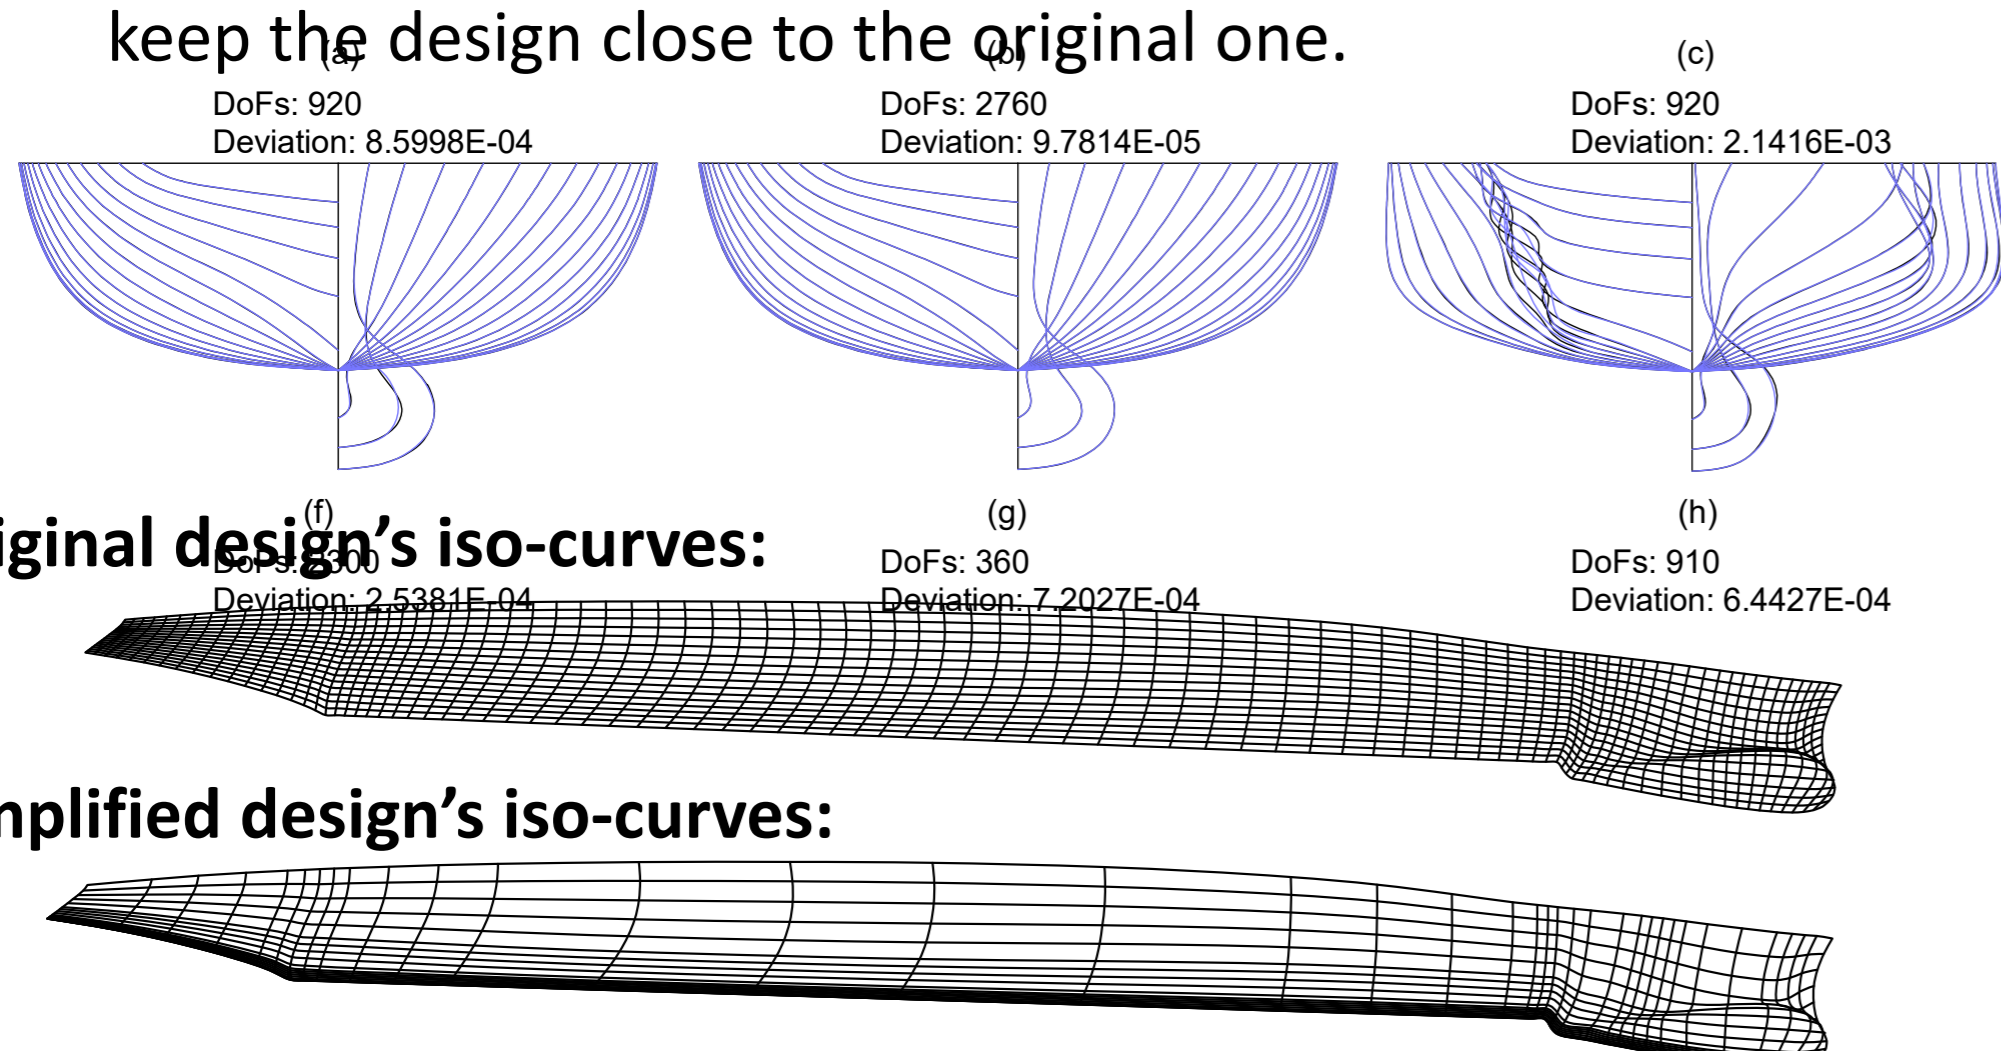 keep the design close to the original one.
(a)
(b)
(c)
DoFs: 920
Deviation: 8.5998E-04
DoFs: 2760
Deviation: 9.7814E-05
DoFs: 920
Deviation: 2.1416E-03
(f)
(g)
(h)
iginal design’s iso-curves:
DoFs: 300
Deviation: 2.5381E-04
DoFs: 360
Deviation: 7.2027E-04
DoFs: 910
Deviation: 6.4427E-04
nplified design’s iso-curves: